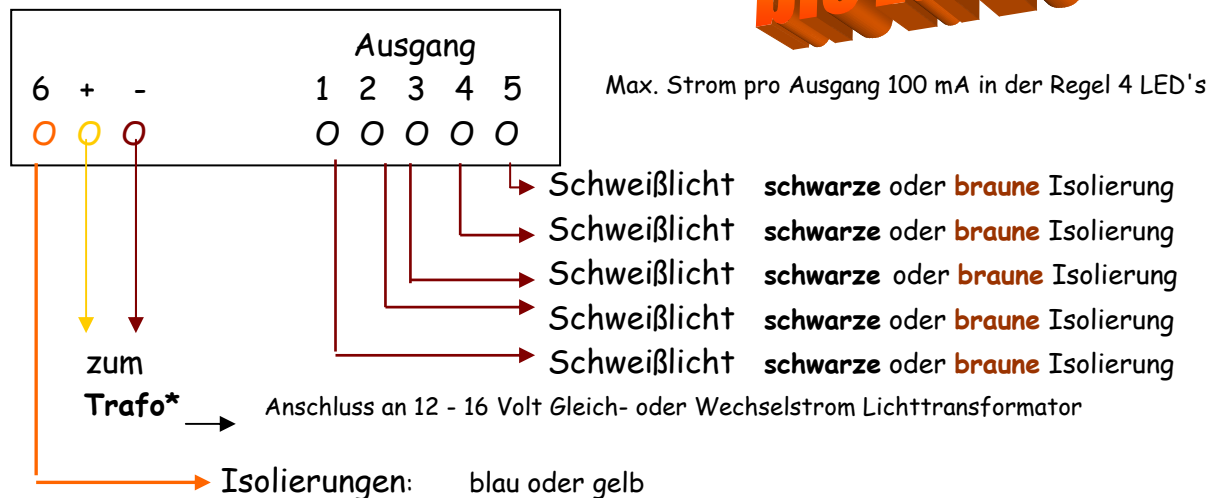 Ausgang
6 + - 1 2 3 4 5
Max. Strom pro Ausgang 100 mA in der Regel 4 LED's
O O O O O O O O
Schweißlicht schwarze oder braune Isolierung
Schweißlicht schwarze oder braune Isolierung
Schweißlicht schwarze oder braune Isolierung
Schweißlicht schwarze oder braune Isolierung
Schweißlicht schwarze oder braune Isolierung
zum
Trafo*
Anschluss an 12 - 16 Volt Gleich- oder Wechselstrom Lichttransformator
Isolierungen: blau oder gelb